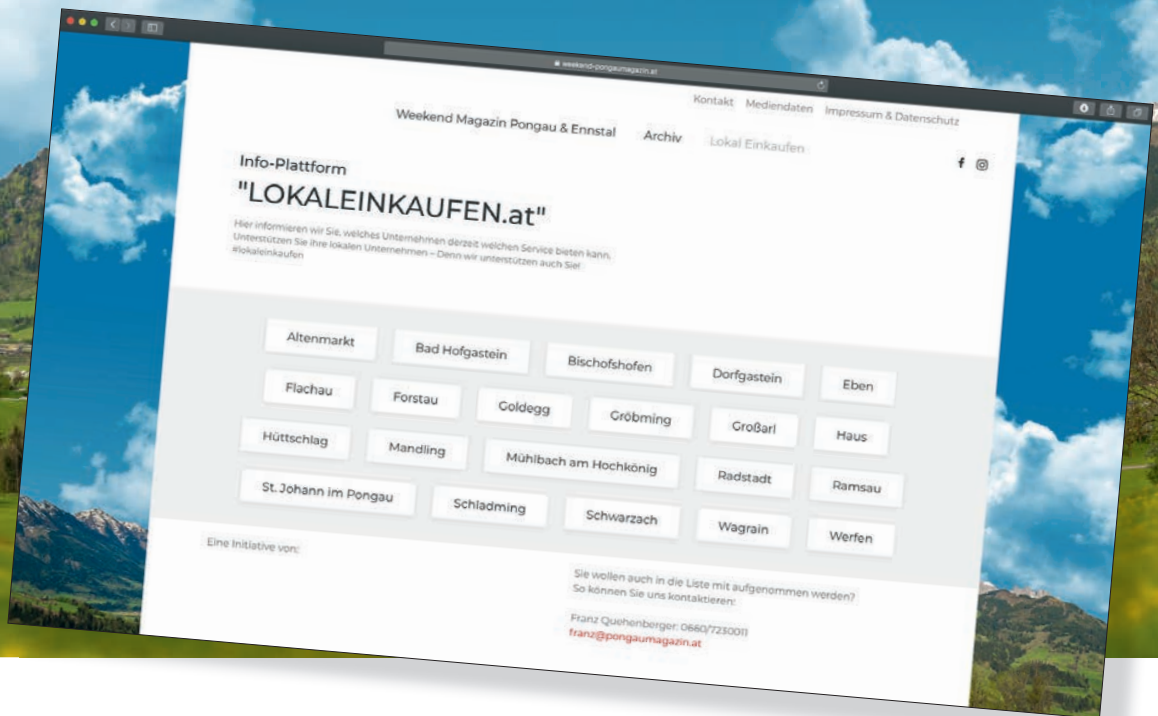 weekend-pongaumagazin.at
Kontakt Mediendaten Impressum & Datenschutz
Weekend Magazin Pongau & Ennstal Archiv Lokal Einkaufen
Info-Plattform
"LOKALEINKAUFEN.at"
Hier informieren wir Sie, welches Unternehmen derzeit welchen Service bieten kann.
Unterstützen Sie ihre lokalen Unternehmen – Denn wir unterstützen auch Sie!
#lokaleinkaufen
Altenmarkt Bad Hofgastein Bischofshofen Dorfgastein Eben
Flachau Forstau Goldegg Gröbming Großarl Haus
Hüttschlag Mandling Mühlbach am Hochkönig Radstadt Ramsau
St. Johann im Pongau Schladming Schwarzach Wagrain Werfen
Eine Initiative von:
Sie wollen auch in die Liste mit aufgenommen werden?
So können Sie uns kontaktieren:
Franz Quehenberger: 0660/7230011
franz@pongaumagazin.at